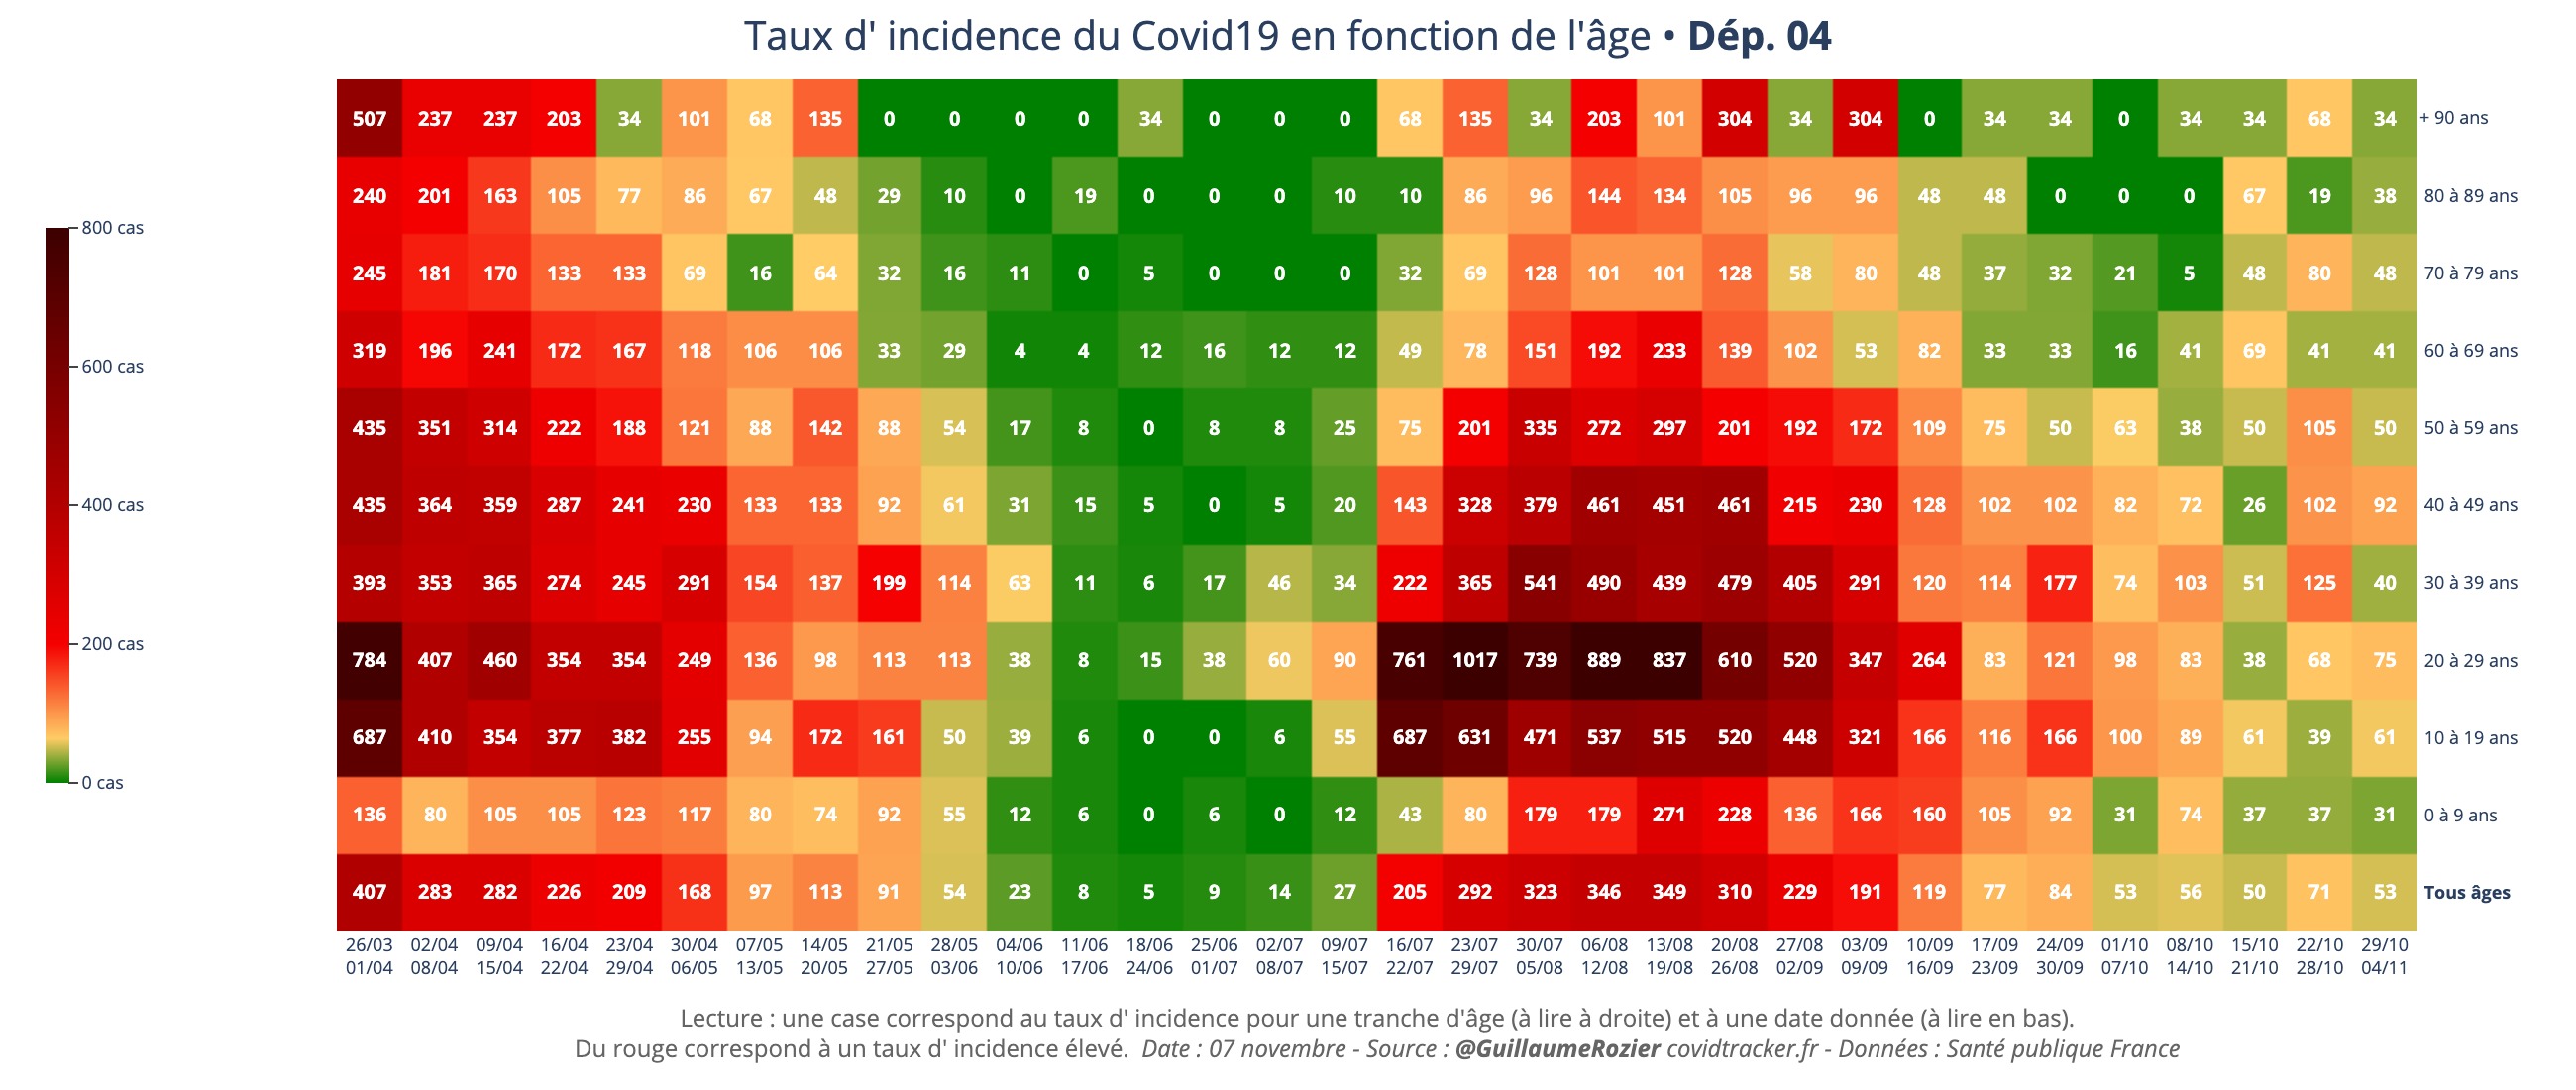 Taux d' incidence du Covid19 en fonction de l'âge • Dép. 04
800 cas
600 cas
400 cas
200 cas
0 cas
507 237 237 203 34 101 68 135 0 0 0 0 34 0 0 0 68 135 34 203 101 304 34 304 0 34 34 0 34 34 68 34 + 90 ans
240 201 163 105 77 86 67 48 29 10 0 19 0 0 0 10 10 86 96 144 134 105 96 96 48 48 0 0 0 67 19 38 80 à 89 ans
245 181 170 133 133 69 16 64 32 16 11 0 5 0 0 0 32 69 128 101 101 128 58 80 48 37 32 21 5 48 80 48 70 à 79 ans
319 196 241 172 167 118 106 106 33 29 4 4 12 16 12 12 49 78 151 192 233 139 102 53 82 33 33 16 41 69 41 41 60 à 69 ans
435 351 314 222 188 121 88 142 88 54 17 8 0 8 8 25 75 201 335 272 297 201 192 172 109 75 50 63 38 50 105 50 50 à 59 ans
435 364 359 287 241 230 133 133 92 61 31 15 5 0 5 20 143 328 379 461 451 461 215 230 128 102 102 82 72 26 102 92 40 à 49 ans
393 353 365 274 245 291 154 137 199 114 63 11 6 17 46 34 222 365 541 490 439 479 405 291 120 114 177 74 103 51 125 40 30 à 39 ans
784 407 460 354 354 249 136 98 113 113 38 8 15 38 60 90 761 1017 739 889 837 610 520 347 264 83 121 98 83 38 68 75 20 à 29 ans
687 410 354 377 382 255 94 172 161 50 39 6 0 0 6 55 687 631 471 537 515 520 448 321 166 116 166 100 89 61 39 61 10 à 19 ans
136 80 105 105 123 117 80 74 92 55 12 6 0 6 0 12 43 80 179 179 271 228 136 166 160 105 92 31 74 37 37 31 0 à 9 ans
407 283 282 226 209 168 97 113 91 54 23 8 5 9 14 27 205 292 323 346 349 310 229 191 119 77 84 53 56 50 71 53 Tous âges
26/03 02/04 09/04 16/04 23/04 30/04 07/05 14/05 21/05 28/05 04/06 11/06 18/06 25/06 02/07 09/07 16/07 23/07 30/07 06/08 13/08 20/08 27/08 03/09 10/09 17/09 24/09 01/10 08/10 15/10 22/10 29/10
01/04 08/04 15/04 22/04 29/04 06/05 13/05 20/05 27/05 03/06 10/06 17/06 24/06 01/07 08/07 15/07 22/07 29/07 05/08 12/08 19/08 26/08 02/09 09/09 16/09 23/09 30/09 07/10 14/10 21/10 28/10 04/11
Lecture : une case correspond au taux d' incidence pour une tranche d'âge (à lire à droite) et à une date donnée (à lire en bas).
Du rouge correspond à un taux d' incidence élevé. Date : 07 novembre - Source : @GuillaumeRozier covidtracker.fr - Données : Santé publique France